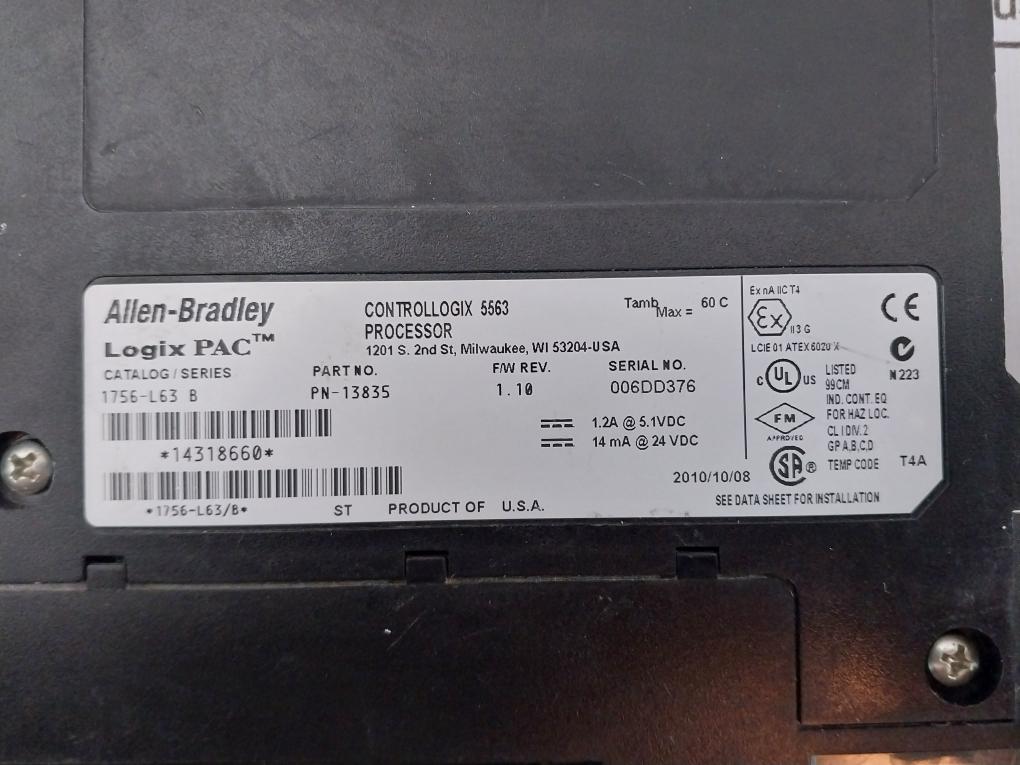 Allen-Bradley
Logix PAC™
CATALOG / SERIES
1756-L63 B
*14318660*
*1756-L63/B*
CONTROLLOGIX 5563
PROCESSOR
1201 S. 2nd St, Milwaukee, WI 53204-USA
PART NO. F/W REV. SERIAL NO.
PN-13835 1.10 006DD376
Tamb Max = 60 C
1.2A @ 5.1VDC
14 mA @ 24 VDC
2010/10/08
ST PRODUCT OF U.S.A.
Ex nA IIC T4
Ex II 3 G
LCIE 01 ATEX 6020 X
CE
N223
C UL US LISTED
99CM
IND. CONT. EQ
FOR HAZ LOC.
CL I DIV. 2
GP A,B,C,D
TEMP CODE T4A
FM
APPROVED
SA®
SEE DATA SHEET FOR INSTALLATION